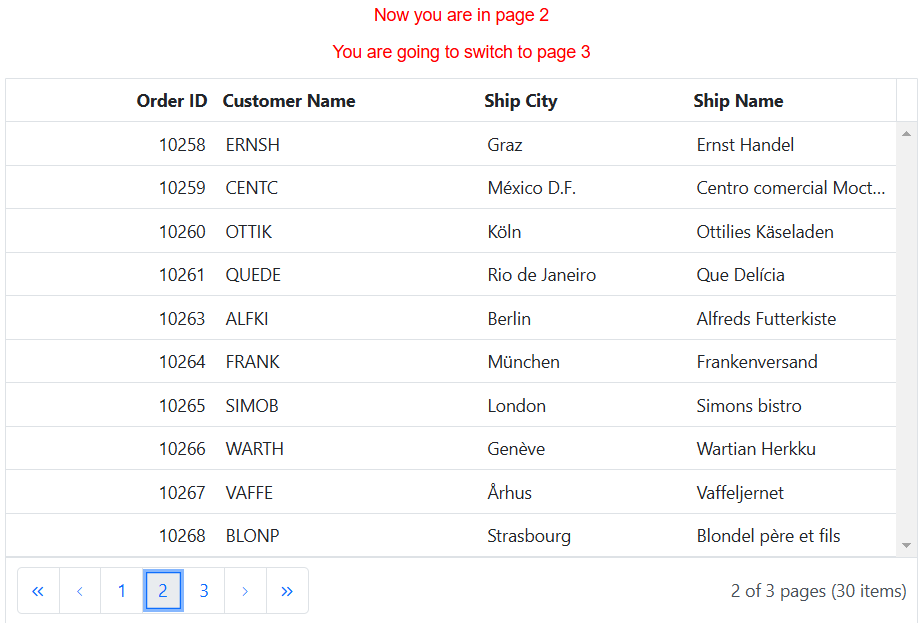 Now you are in page 2
You are going to switch to page 3
Order ID Customer Name Ship City Ship Name
10258 ERNSH Graz Ernst Handel
10259 CENTC México D.F. Centro comercial Moct...
10260 OTTIK Köln Ottilies Käseladen
10261 QUEDE Rio de Janeiro Que Delícia
10263 ALFKI Berlin Alfreds Futterkiste
10264 FRANK München Frankenversand
10265 SIMOB London Simons bistro
10266 WARTH Genève Wartian Herkku
10267 VAFFE Århus Vaffeljernet
10268 BLONP Strasbourg Blondel père et fils
« ‹ 1 2 3 › » 2 of 3 pages (30 items)